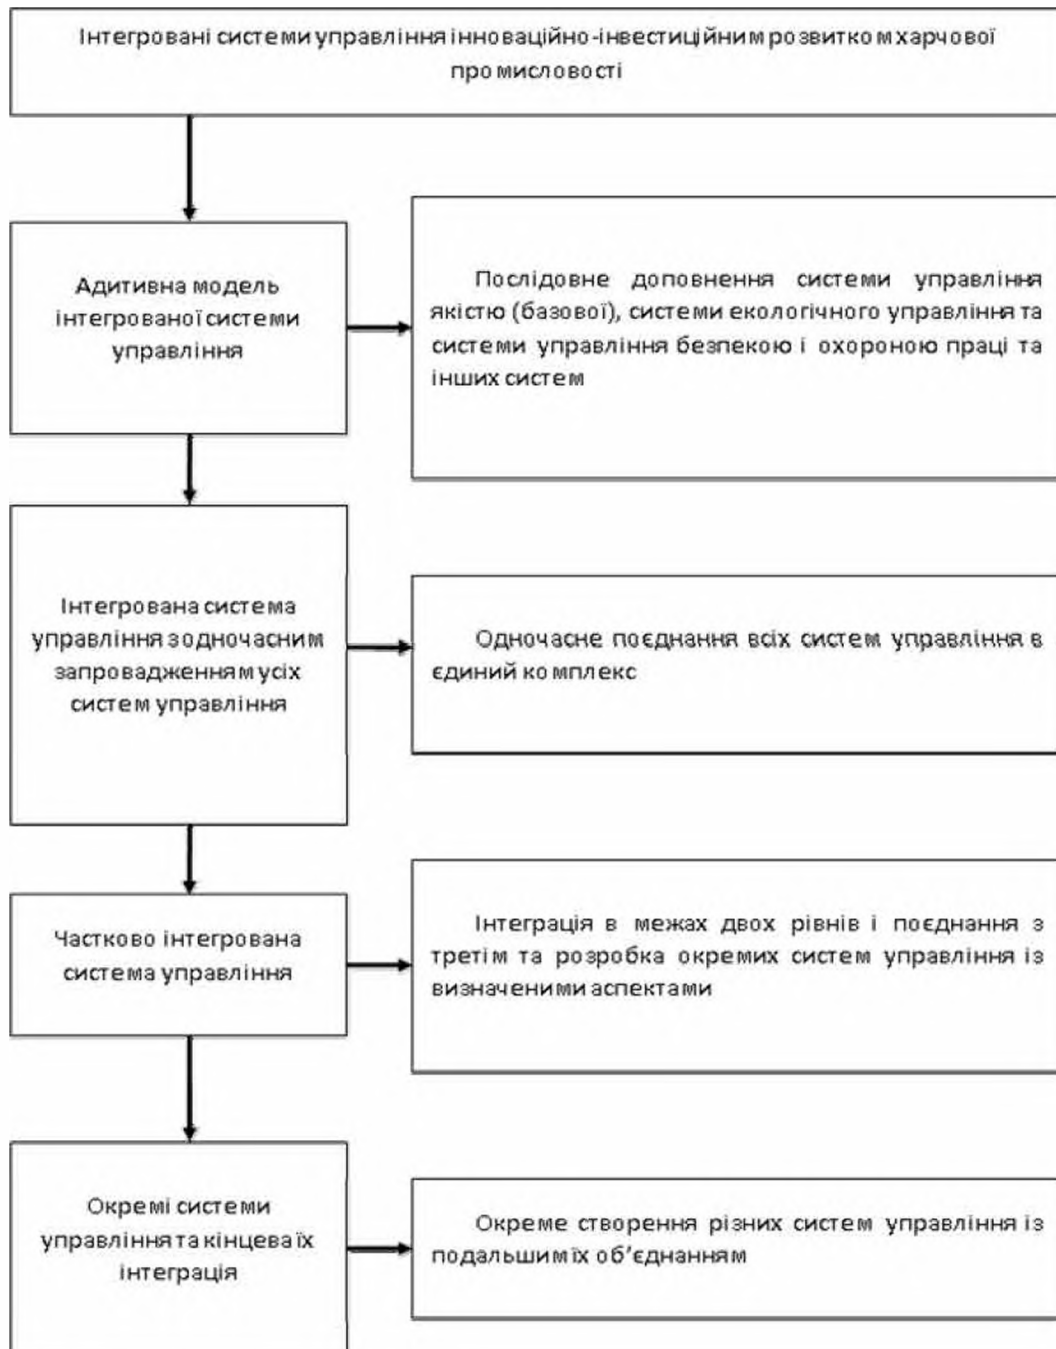 Інтегровані системи управління інноваційно-інвестиційним розвитком харчової
промисловості
Адитивна модель
інтегрованої системи
управління
Послідовне доповнення системи управління
якістю (базової), системи екологічного управління та
системи управління безпекою і охороною праці та
інших систем
Інтегрована система
управління з одночасним
запровадженням усіх
систем управління
Одночасне поєднання всіх систем управління в
єдиний комплекс
Частково інтегрована
система управління
Інтеграція в межах двох рівнів і поєднання з
третім та розробка окремих систем управління із
визначеними аспектами
Окремі системи
управління та кінцева їх
інтеграція
Окреме створення різних систем управління із
подальшим їх об’єднанням